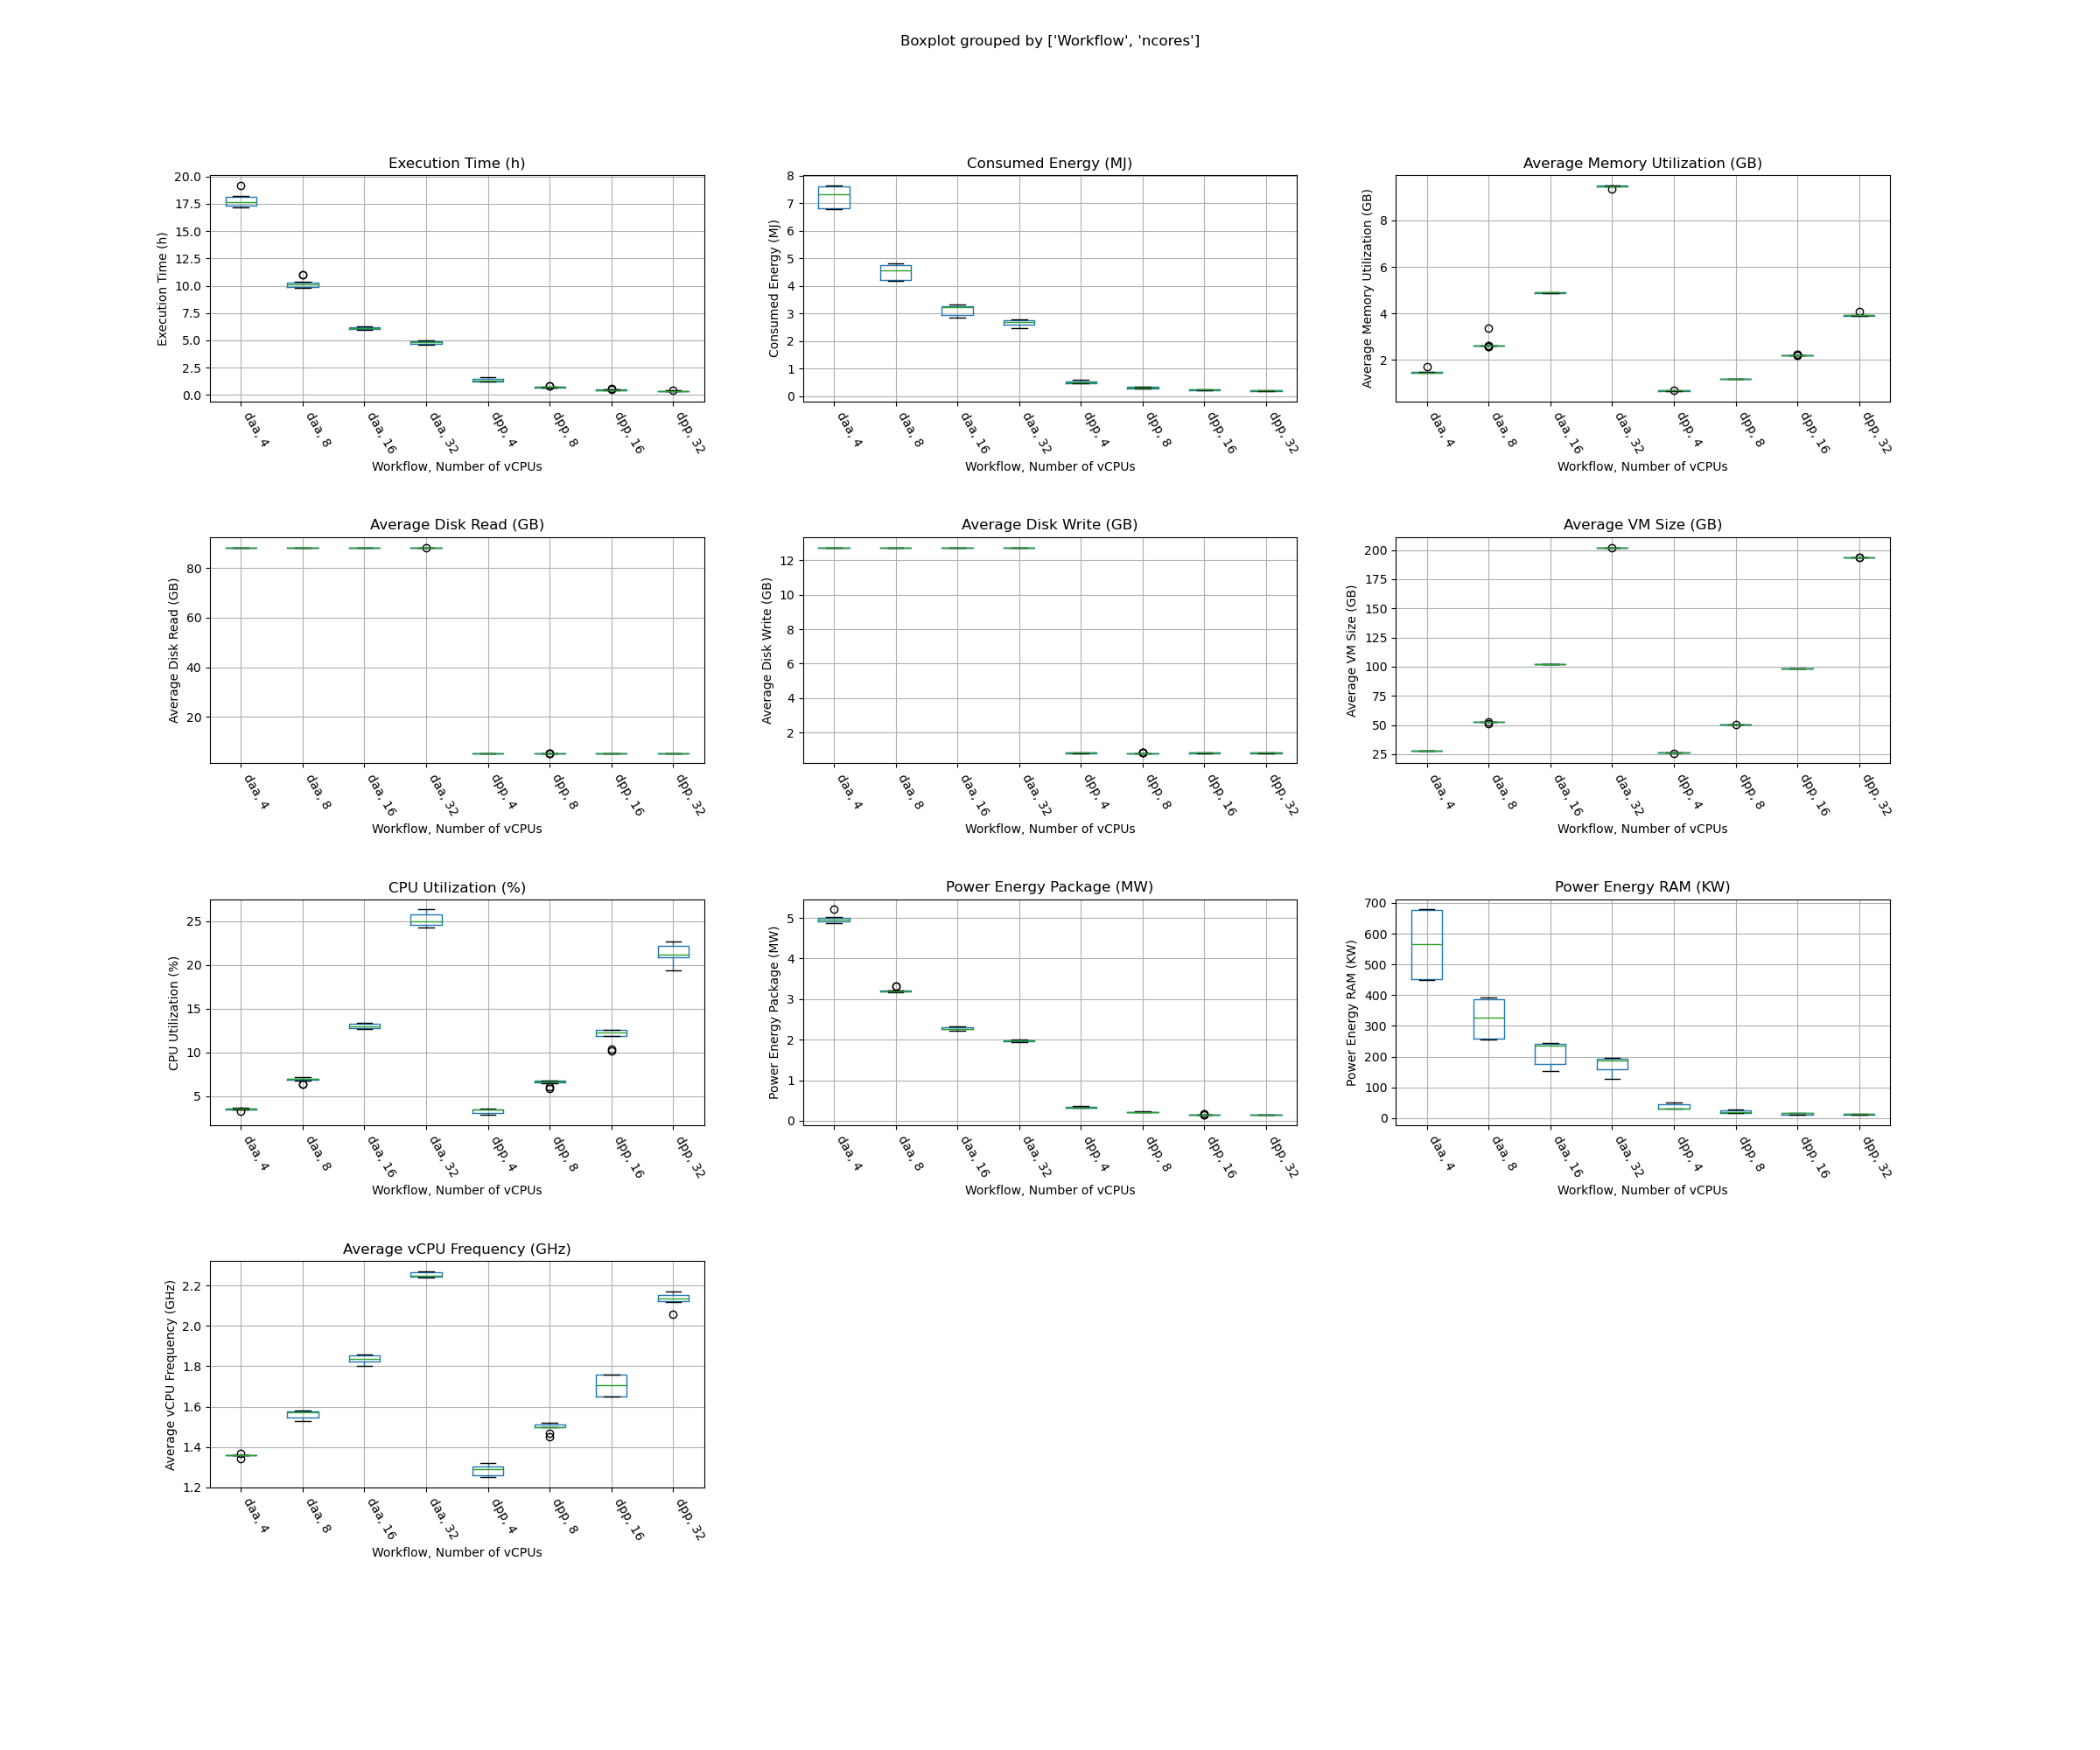 Boxplot grouped by ['Workflow', 'ncores']
Execution Time (h)
Execution Time (h)
20.0
17.5
15.0
12.5
10.0
7.5
5.0
2.5
0.0
daa, 4
daa, 8
daa, 16
daa, 32
dpp, 4
dpp, 8
dpp, 16
dpp, 32
Workflow, Number of vCPUs
Consumed Energy (MJ)
Consumed Energy (MJ)
8
7
6
5
4
3
2
1
0
daa, 4
daa, 8
daa, 16
daa, 32
dpp, 4
dpp, 8
dpp, 16
dpp, 32
Workflow, Number of vCPUs
Average Memory Utilization (GB)
Average Memory Utilization (GB)
8
6
4
2
daa, 4
daa, 8
daa, 16
daa, 32
dpp, 4
dpp, 8
dpp, 16
dpp, 32
Workflow, Number of vCPUs
Average Disk Read (GB)
Average Disk Read (GB)
80
60
40
20
daa, 4
daa, 8
daa, 16
daa, 32
dpp, 4
dpp, 8
dpp, 16
dpp, 32
Workflow, Number of vCPUs
Average Disk Write (GB)
Average Disk Write (GB)
12
10
8
6
4
2
daa, 4
daa, 8
daa, 16
daa, 32
dpp, 4
dpp, 8
dpp, 16
dpp, 32
Workflow, Number of vCPUs
Average VM Size (GB)
Average VM Size (GB)
200
175
150
125
100
75
50
25
daa, 4
daa, 8
daa, 16
daa, 32
dpp, 4
dpp, 8
dpp, 16
dpp, 32
Workflow, Number of vCPUs
CPU Utilization (%)
CPU Utilization (%)
25
20
15
10
5
daa, 4
daa, 8
daa, 16
daa, 32
dpp, 4
dpp, 8
dpp, 16
dpp, 32
Workflow, Number of vCPUs
Power Energy Package (MW)
Power Energy Package (MW)
5
4
3
2
1
0
daa, 4
daa, 8
daa, 16
daa, 32
dpp, 4
dpp, 8
dpp, 16
dpp, 32
Workflow, Number of vCPUs
Power Energy RAM (KW)
Power Energy RAM (KW)
700
600
500
400
300
200
100
0
daa, 4
daa, 8
daa, 16
daa, 32
dpp, 4
dpp, 8
dpp, 16
dpp, 32
Workflow, Number of vCPUs
Average vCPU Frequency (GHz)
Average vCPU Frequency (GHz)
2.2
2.0
1.8
1.6
1.4
1.2
daa, 4
daa, 8
daa, 16
daa, 32
dpp, 4
dpp, 8
dpp, 16
dpp, 32
Workflow, Number of vCPUs